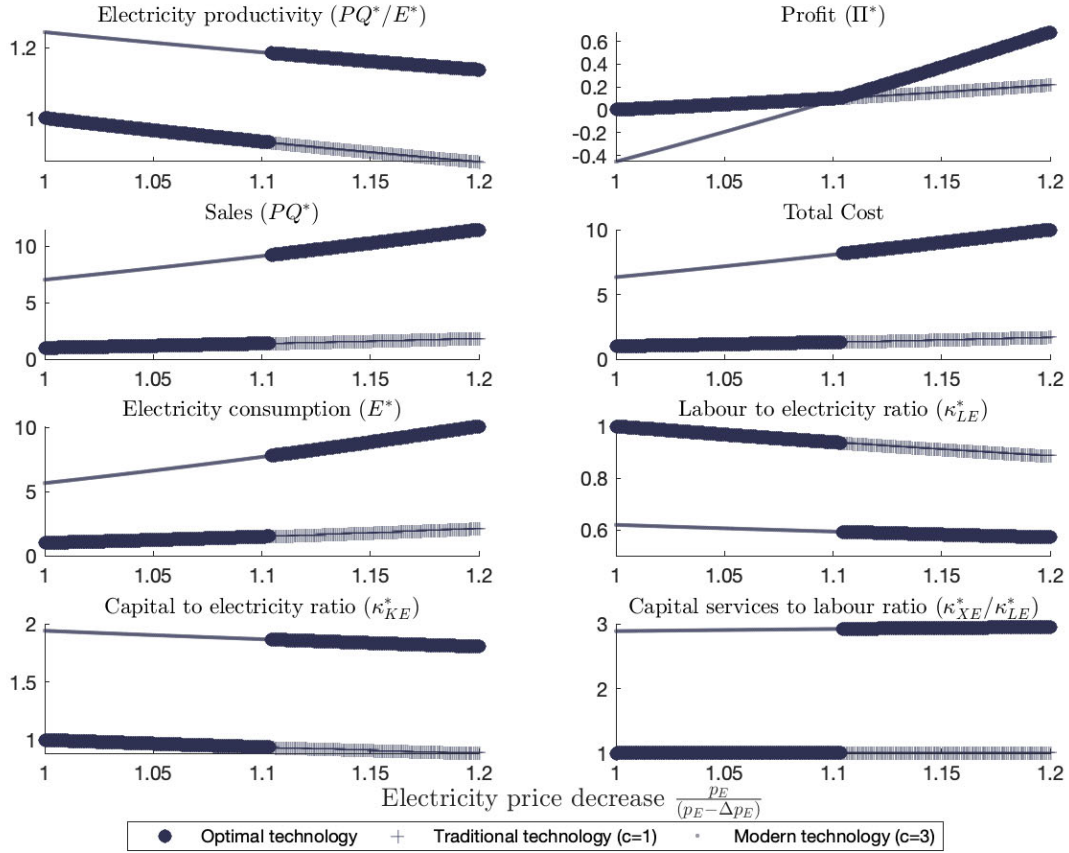 Electricity productivity (PQ*/E*)
1.2
1
1 1.05 1.1 1.15 1.2
Profit (Π*)
0.6
0.4
0.2
0
-0.2
-0.4
1 1.05 1.1 1.15 1.2
Sales (PQ*)
10
5
0
1 1.05 1.1 1.15 1.2
Total Cost
10
5
0
1 1.05 1.1 1.15 1.2
Electricity consumption (E*)
10
5
0
1 1.05 1.1 1.15 1.2
Labour to electricity ratio (κ*LE)
1
0.8
0.6
1 1.05 1.1 1.15 1.2
Capital to electricity ratio (κ*KE)
2
1.5
1
1 1.05 1.1 1.15 1.2
Capital services to labour ratio (κ*XE/κ*LE)
3
2
1
1 1.05 1.1 1.15 1.2
Electricity price decrease pE/(pE−ΔpE)
Optimal technology Traditional technology (c=1) Modern technology (c=3)